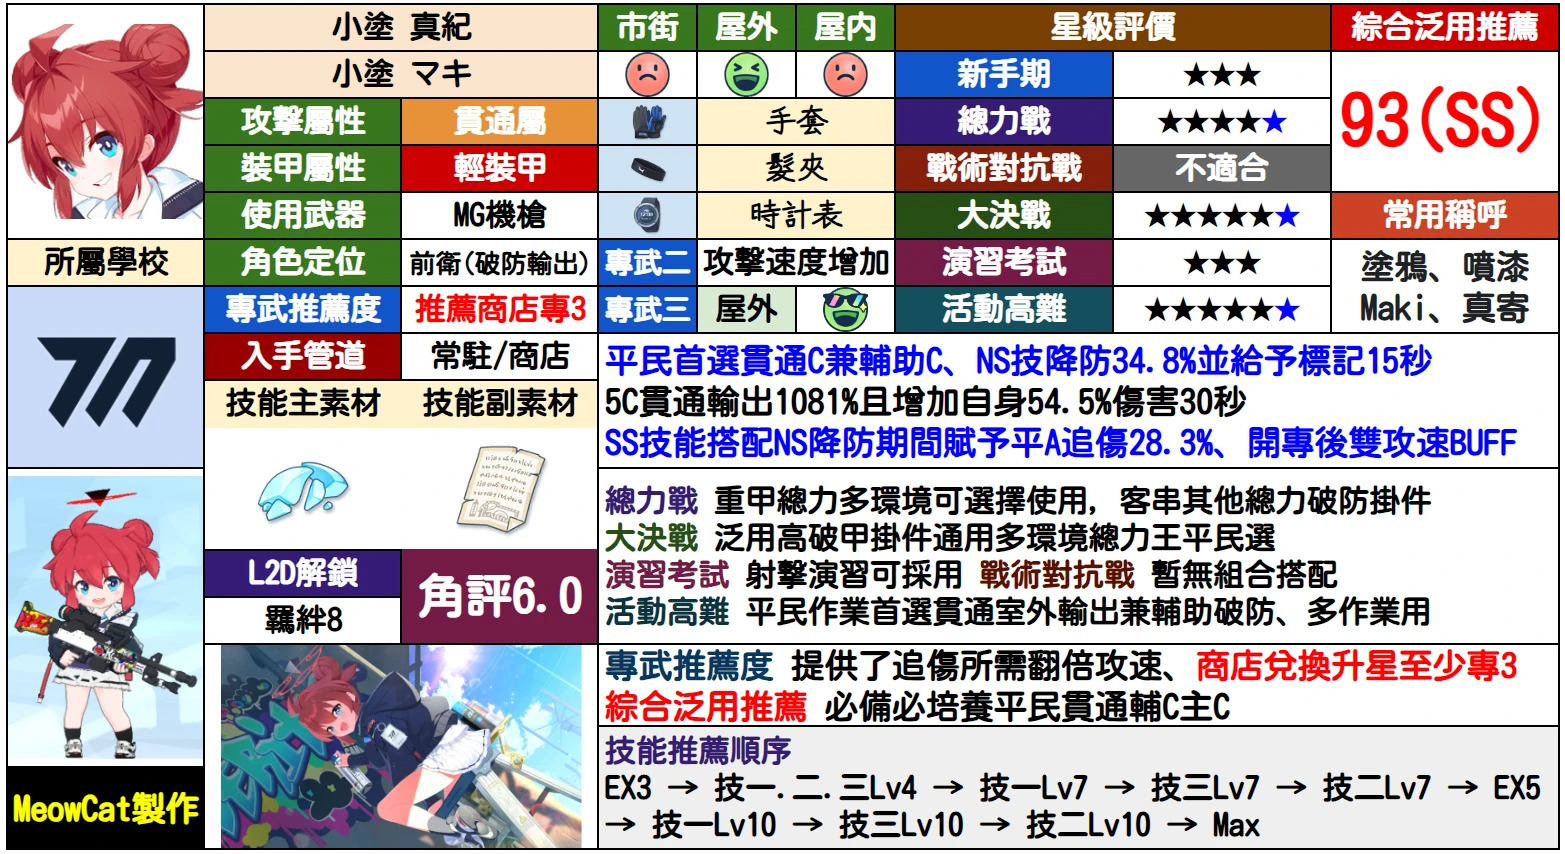 小塗 真紀
小塗 マキ
市街 屋外 屋内
星級評價
綜合泛用推薦
新手期 ★★★
93(SS)
攻擊屬性 貫通屬
手套
總力戰 ★★★★★
裝甲屬性 輕裝甲
髮夾
戰術對抗戰 不適合
使用武器 MG機槍
時計表
大決戰 ★★★★★★
常用稱呼
所屬學校
角色定位 前衛(破防輸出)
專武二 攻擊速度增加
演習考試 ★★★
塗鴉、噴漆
Maki、真寄
專武推薦度 推薦商店專3
專武三 屋外
活動高難 ★★★★★★
入手管道 常駐/商店
技能主素材 技能副素材
平民首選貫通C兼輔助C、NS技降防34.8%並給予標記15秒
5C貫通輸出1081%且增加自身54.5%傷害30秒
SS技能搭配NS降防期間賦予平A追傷28.3%、開專後雙攻速BUFF
總力戰 重甲總力多環境可選擇使用, 客串其他總力破防掛件
大決戰 泛用高破甲掛件通用多環境總力王平民選
演習考試 射擊演習可採用 戰術對抗戰 暫無組合搭配
活動高難 平民作業首選貫通室外輸出兼輔助破防、多作業用
L2D解鎖
羈絆8
角評6.0
專武推薦度 提供了追傷所需翻倍攻速、商店兌換升星至少專3
綜合泛用推薦 必備必培養平民貫通輔C主C
技能推薦順序
EX3 → 技一.二.三Lv4 → 技一Lv7 → 技三Lv7 → 技二Lv7 → EX5
→ 技一Lv10 → 技三Lv10 → 技二Lv10 → Max
MeowCat製作